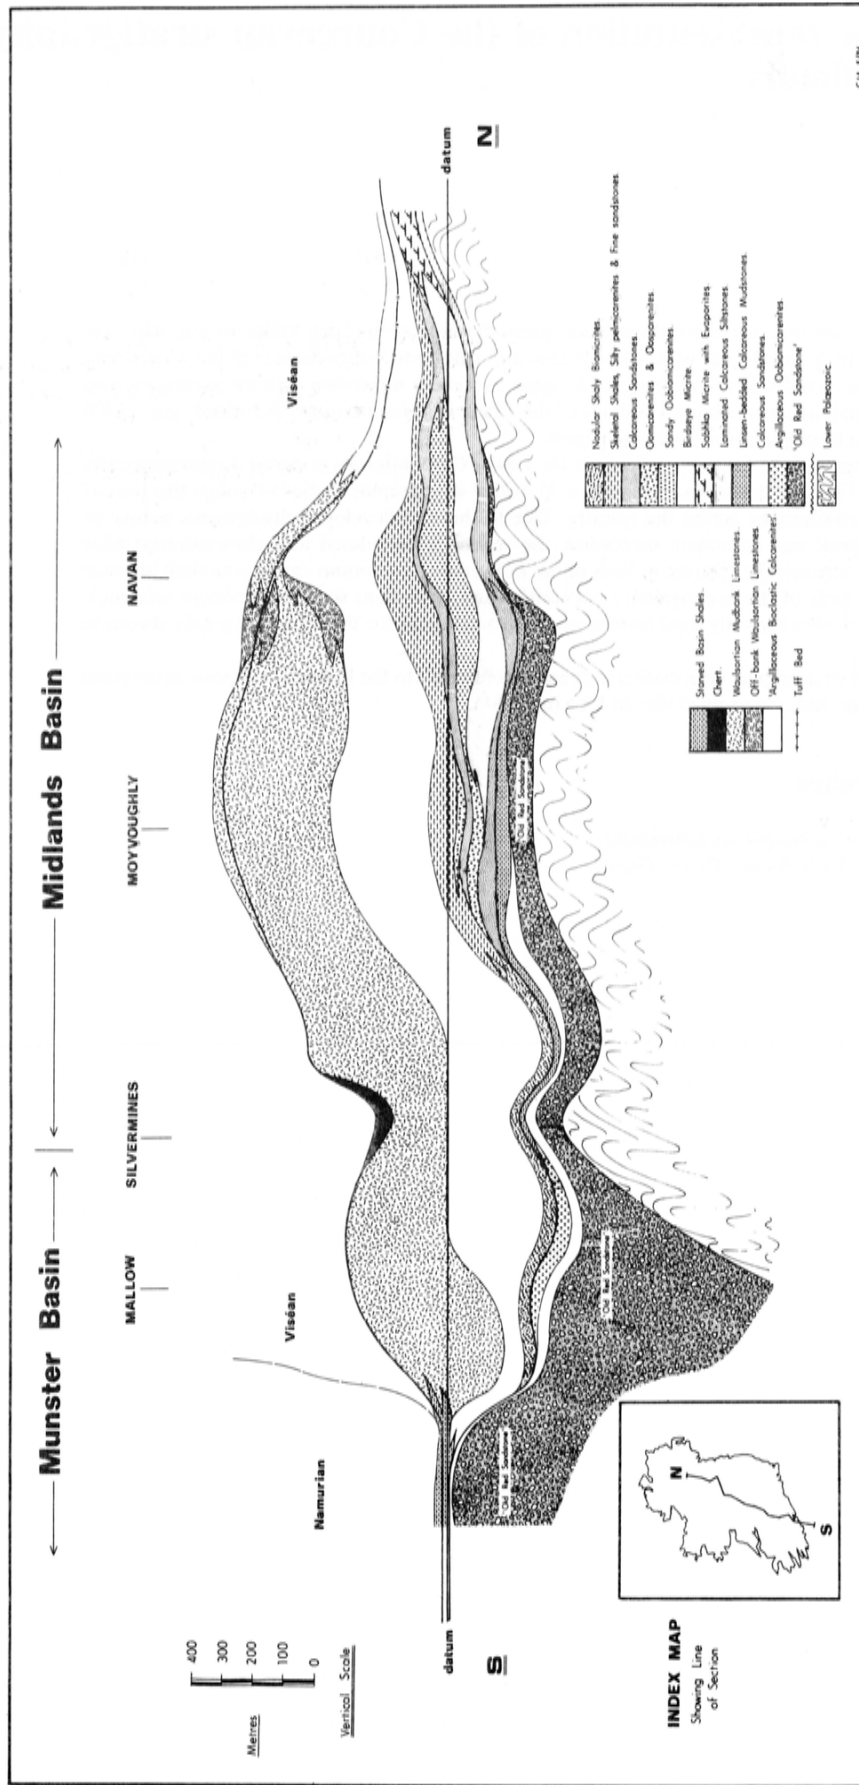 Munster Basin
Midlands Basin
MALLOW
SILVERMINES
MOYVOUGHLY
NAVAN
Namurian
Viséan
Viséan
400
300
200
100
0
Metres
Vertical Scale
datum
datum
S
N
'Old Red Sandstone'
'Old Red Sandstone'
'Old Red Sandstone'
INDEX MAP
Showing Line
of Section
N
S
Starved Basin Shales.
Chert.
Waulsortian Mudbank Limestones.
Off-bank Waulsortian Limestones.
'Argillaceous Bioclastic Calcarenites'
Tuff Bed
Nodular Shaly Biomicrites.
Skeletal Shales, Silty pelmicarenites & Fine sandstones.
Calcareous Sandstones.
Oomicarenites & Oosparenites.
Sandy Oobiomicarenites.
Birdseye Micrite.
Sabhka Micrite with Evaporites.
Laminated Calcareous Siltstones.
Linsen-bedded Calcareous Mudstones.
Calcareous Sandstones.
Argillaceous Oobiomicarenites.
'Old Red Sandstone'
Lower Palæozoic.